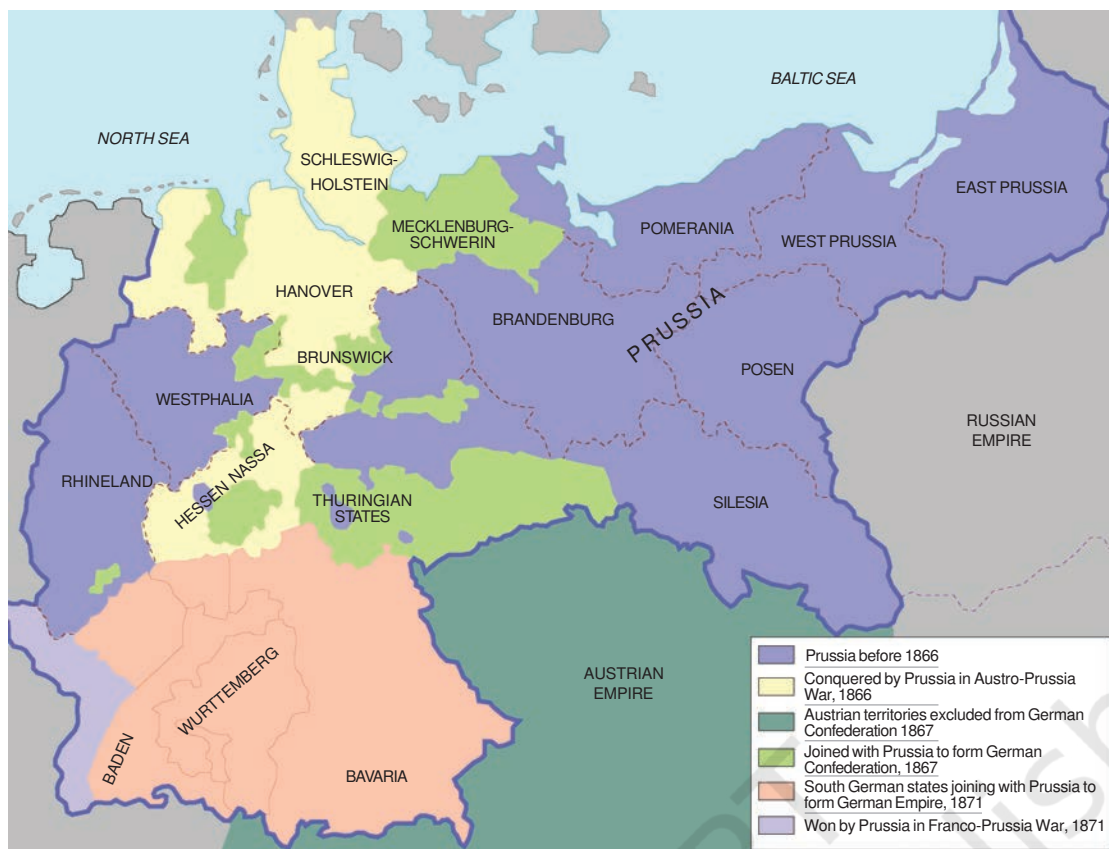 BALTIC SEA
NORTH SEA
SCHLESWIG-
HOLSTEIN
EAST PRUSSIA
MECKLENBURG-
SCHWERIN
POMERANIA
WEST PRUSSIA
HANOVER
BRANDENBURG
PRUSSIA
BRUNSWICK
POSEN
WESTPHALIA
RUSSIAN
EMPIRE
RHINELAND
HESSEN NASSA
THURINGIAN
STATES
SILESIA
AUSTRIAN
EMPIRE
WURTTEMBERG
BADEN
BAVARIA
Prussia before 1866
Conquered by Prussia in Austro-Prussia
War, 1866
Austrian territories excluded from German
Confederation 1867
Joined with Prussia to form German
Confederation, 1867
South German states joining with Prussia to
form German Empire, 1871
Won by Prussia in Franco-Prussia War, 1871